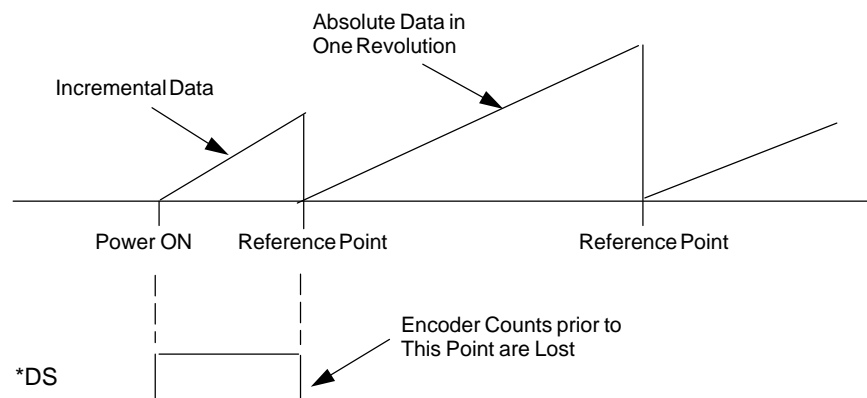 Absolute Data in
One Revolution
Incremental Data
Power ON
Reference Point
Reference Point
Encoder Counts prior to
This Point are Lost
*DS